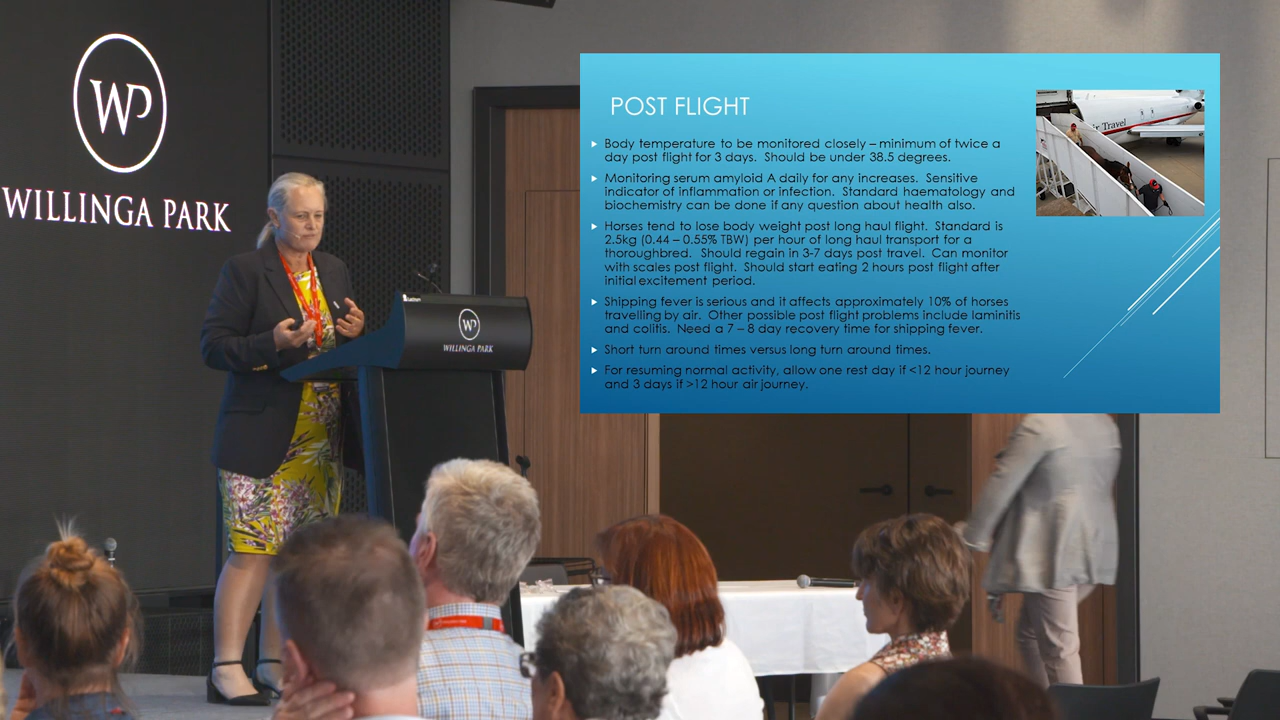 WP
WILLINGA PARK
WP
WILLINGA PARK
POST FLIGHT
Body temperature to be monitored closely – minimum of twice a
day post flight for 3 days. Should be under 38.5 degrees.
Monitoring serum amyloid A daily for any increases. Sensitive
indicator of inflammation or infection. Standard haematology and
biochemistry can be done if any question about health also.
Horses tend to lose body weight post long haul flight. Standard is
2.5kg (0.44 – 0.55% TBW) per hour of long haul transport for a
thoroughbred. Should regain in 3-7 days post travel. Can monitor
with scales post flight. Should start eating 2 hours post flight after
initial excitement period.
Shipping fever is serious and it affects approximately 10% of horses
travelling by air. Other possible post flight problems include laminitis
and colitis. Need a 7 – 8 day recovery time for shipping fever.
Short turn around times versus long turn around times.
For resuming normal activity, allow one rest day if <12 hour journey
and 3 days if >12 hour air journey.
Travel